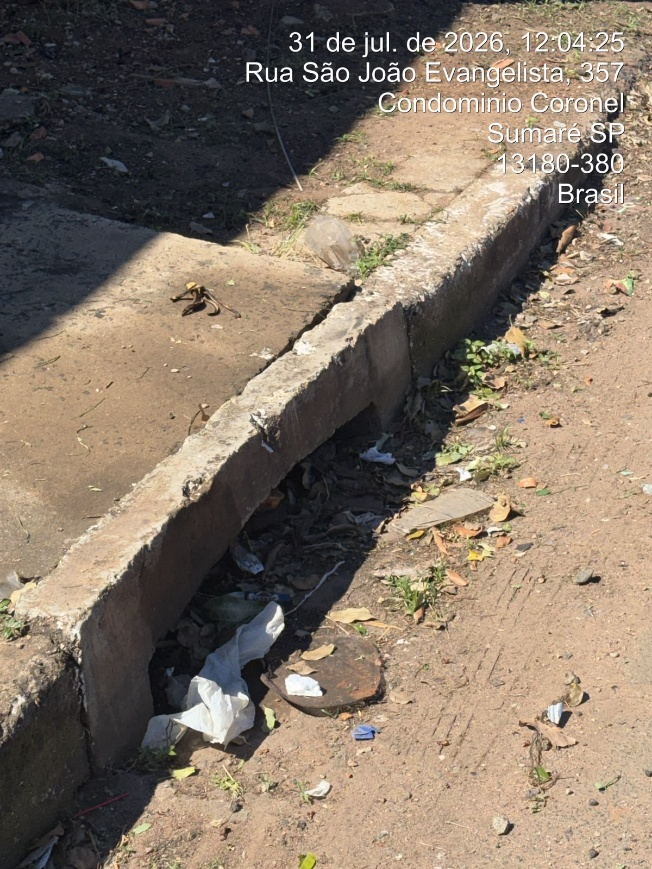 31 de jul. de 2026, 12:04:25
Rua São João Evangelista, 357
Condominio Coronel
Sumaré SP
13180-380
Brasil